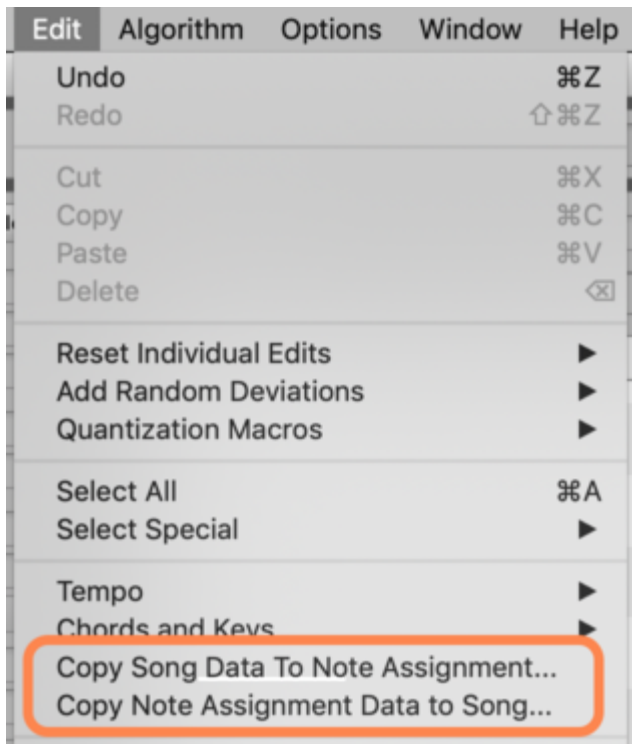 Edit Algorithm Options Window Help
Undo ⌘Z
Redo ⇧⌘Z
Cut ⌘X
Copy ⌘C
Paste ⌘V
Delete ⌫
Reset Individual Edits ▶
Add Random Deviations ▶
Quantization Macros ▶
Select All ⌘A
Select Special ▶
Tempo ▶
Chords and Keys ▶
Copy Song Data To Note Assignment...
Copy Note Assignment Data to Song...